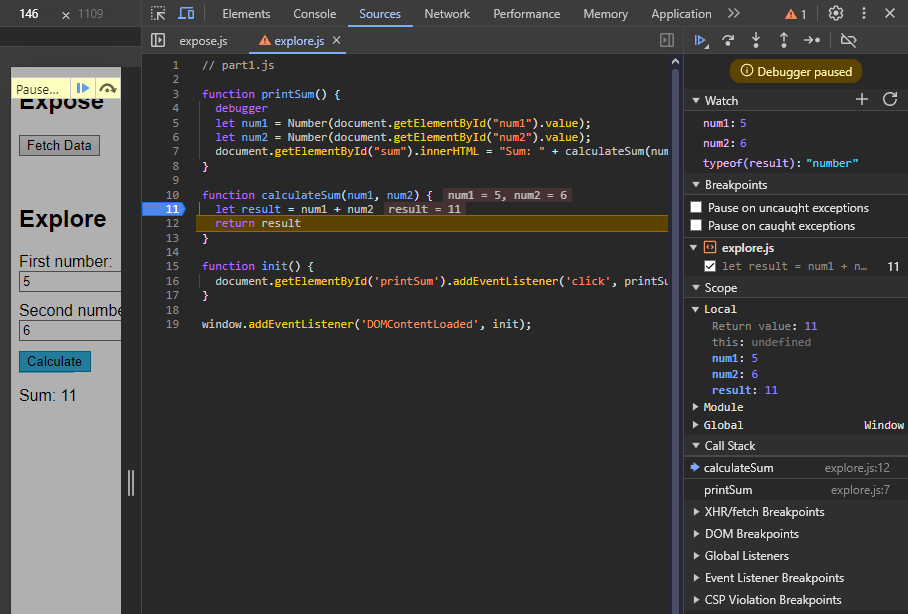 146 × 1109
Elements Console Sources Network Performance Memory Application 1
expose.js explore.js ×
Pause...
Expose
Fetch Data
Explore
First number:
5
Second numbe
6
Calculate
Sum: 11
1 // part1.js
2
3 function printSum() {
4 debugger
5 let num1 = Number(document.getElementById("num1").value);
6 let num2 = Number(document.getElementById("num2").value);
7 document.getElementById("sum").innerHTML = "Sum: " + calculateSum(num
8 }
9
10 function calculateSum(num1, num2) { num1 = 5, num2 = 6
11 let result = num1 + num2 result = 11
12 return result
13 }
14
15 function init() {
16 document.getElementById('printSum').addEventListener('click', printSu
17 }
18
19 window.addEventListener('DOMContentLoaded', init);
Debugger paused
Watch
num1: 5
num2: 6
typeof(result): "number"
Breakpoints
Pause on uncaught exceptions
Pause on caught exceptions
explore.js
let result = num1 + n… 11
Scope
Local
Return value: 11
this: undefined
num1: 5
num2: 6
result: 11
Module
Global Window
Call Stack
calculateSum explore.js:12
printSum explore.js:7
XHR/fetch Breakpoints
DOM Breakpoints
Global Listeners
Event Listener Breakpoints
CSP Violation Breakpoints